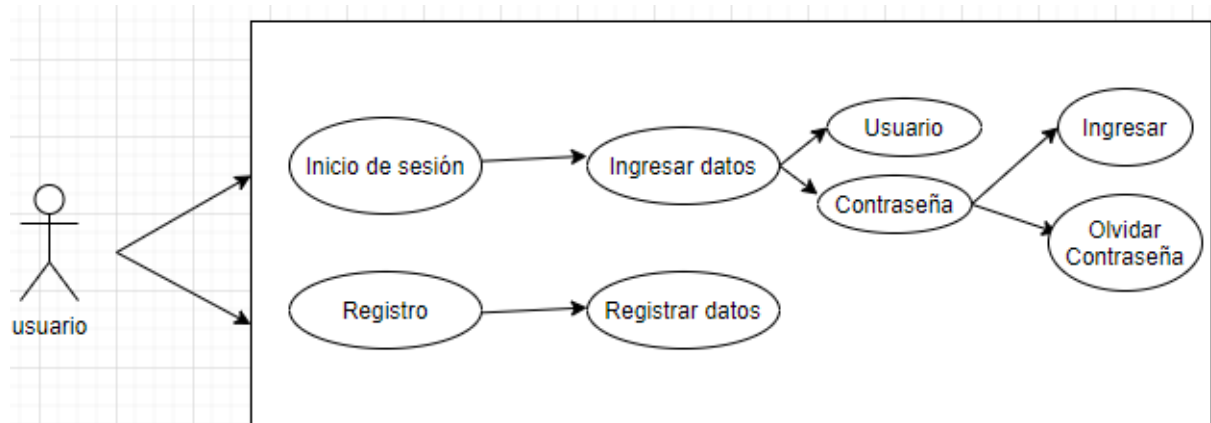 Usuario
Ingresar
Inicio de sesión
Ingresar datos
Contraseña
Olvidar
Contraseña
usuario
Registro
Registrar datos